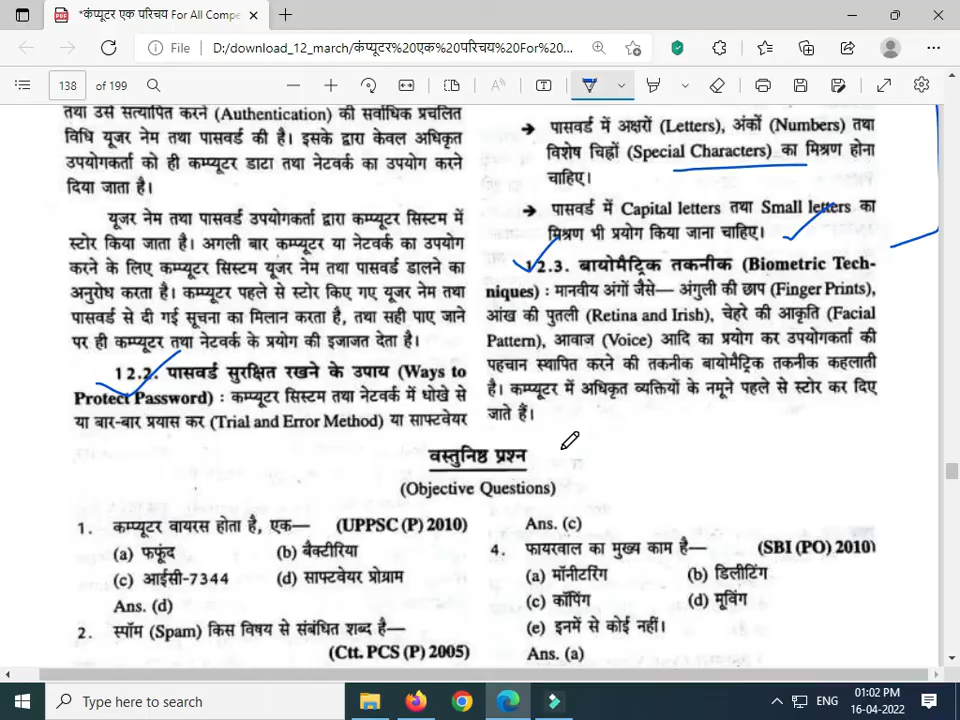 *कंप्यूटर एक परिचय For All Compe
File
D:/download_12_march/कंप्यूटर%20एक%20परिचय%20For%20...
138
of 199
तथा उसे सत्यापित करने (Authentication) की सर्वाधिक प्रचलित
विधि यूजर नेम तथा पासवर्ड की है। इसके द्वारा केवल अधिकृत
उपयोगकर्ता को ही कम्प्यूटर डाटा तथा नेटवर्क का उपयोग करने
दिया जाता है।
यूजर नेम तथा पासवर्ड उपयोगकर्ता द्वारा कम्प्यूटर सिस्टम में
स्टोर किया जाता है। अगली बार कम्प्यूटर या नेटवर्क का उपयोग
करने के लिए कम्प्यूटर सिस्टम यूजर नेम तथा पासवर्ड डालने का
अनुरोध करता है। कम्प्यूटर पहले से स्टोर किए गए यूजर नेम तथा
पासवर्ड से दी गई सूचना का मिलान करता है, तथा सही पाए जाने
पर ही कम्प्यूटर तथा नेटवर्क के प्रयोग की इजाजत देता है।
12.2. पासवर्ड सुरक्षित रखने के उपाय (Ways to
Protect Password) : कम्प्यूटर सिस्टम तथा नेटवर्क में धोखे से
या बार-बार प्रयास कर (Trial and Error Method) या साफ्टवेयर
→ पासवर्ड में अक्षरों (Letters), अंकों (Numbers) तथा
विशेष चिह्नों (Special Characters) का मिश्रण होना
चाहिए।
→ पासवर्ड में Capital letters तथा Small letters का
मिश्रण भी प्रयोग किया जाना चाहिए।
12.3. बायोमैट्रिक तकनीक (Biometric Tech-
niques) : मानवीय अंगों जैसे— अंगुली की छाप (Finger Prints),
आंख की पुतली (Retina and Irish), चेहरे की आकृति (Facial
Pattern), आवाज (Voice) आदि का प्रयोग कर उपयोगकर्ता की
पहचान स्थापित करने की तकनीक बायोमैट्रिक तकनीक कहलाती
है। कम्प्यूटर में अधिकृत व्यक्तियों के नमूने पहले से स्टोर कर दिए
जाते हैं।
वस्तुनिष्ठ प्रश्न
(Objective Questions)
1. कम्प्यूटर वायरस होता है, एक— (UPPSC (P) 2010)
(a) फफूंद (b) बैक्टीरिया
(c) आईसी-7344 (d) साफ्टवेयर प्रोग्राम
Ans. (d)
2. स्पॉम (Spam) किस विषय से संबंधित शब्द है—
(Ctt. PCS (P) 2005)
Ans. (c)
4. फायरवाल का मुख्य काम है— (SBI (PO) 2010)
(a) मॉनीटरिंग (b) डिलीटिंग
(c) कॉपिंग (d) मूविंग
(e) इनमें से कोई नहीं।
Ans. (a)
Type here to search
ENG
01:02 PM
16-04-2022